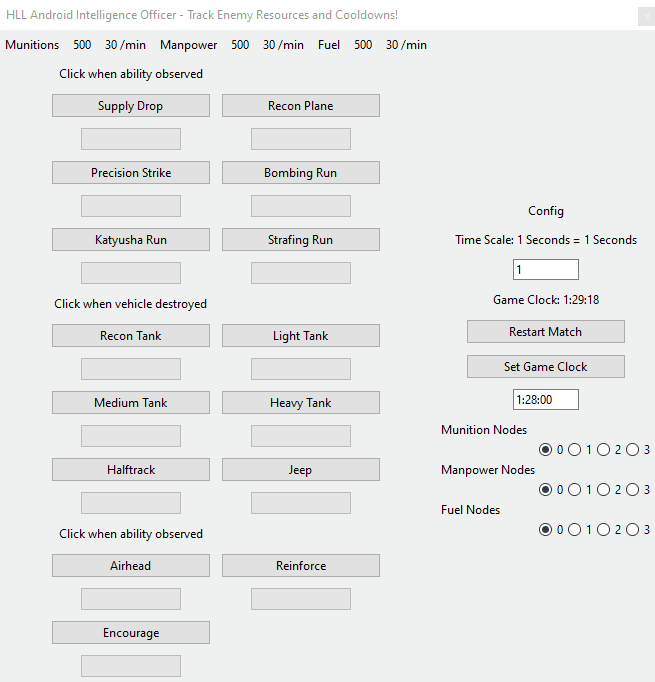 HLL Android Intelligence Officer - Track Enemy Resources and Cooldowns!
Munitions 500 30 /min Manpower 500 30 /min Fuel 500 30 /min
Click when ability observed
Supply Drop Recon Plane
Precision Strike Bombing Run
Katyusha Run Strafing Run
Click when vehicle destroyed
Recon Tank Light Tank
Medium Tank Heavy Tank
Halftrack Jeep
Click when ability observed
Airhead Reinforce
Encourage
Config
Time Scale: 1 Seconds = 1 Seconds
1
Game Clock: 1:29:18
Restart Match
Set Game Clock
1:28:00
Munition Nodes
0 1 2 3
Manpower Nodes
0 1 2 3
Fuel Nodes
0 1 2 3